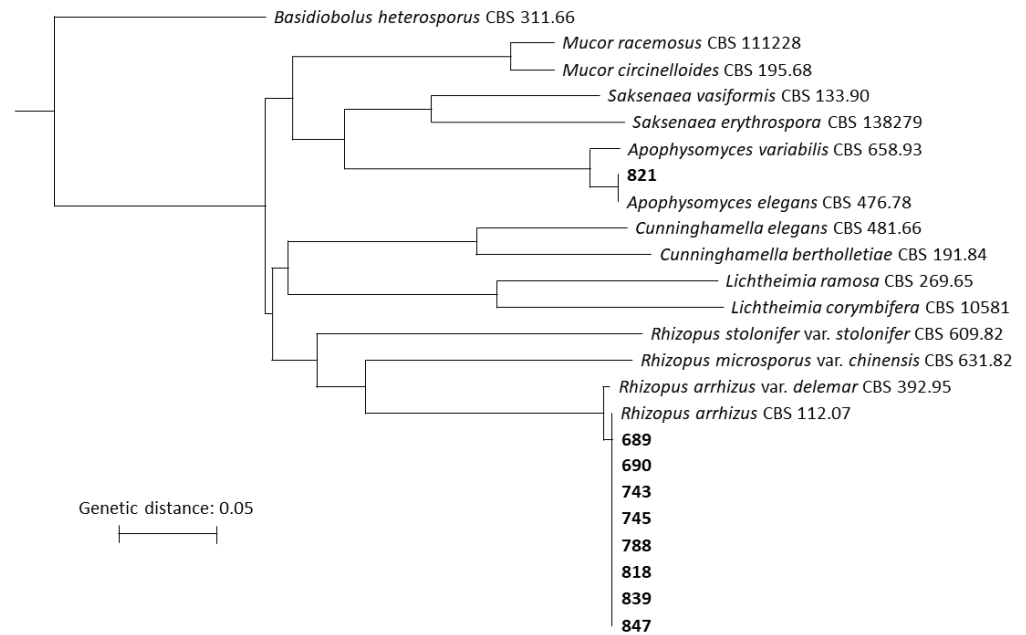 Basidiobolus heterosporus CBS 311.66
Mucor racemosus CBS 111228
Mucor circinelloides CBS 195.68
Saksenaea vasiformis CBS 133.90
Saksenaea erythrospora CBS 138279
Apophysomyces variabilis CBS 658.93
821
Apophysomyces elegans CBS 476.78
Cunninghamella elegans CBS 481.66
Cunninghamella bertholletiae CBS 191.84
Lichtheimia ramosa CBS 269.65
Lichtheimia corymbifera CBS 10581
Rhizopus stolonifer var. stolonifer CBS 609.82
Rhizopus microsporus var. chinensis CBS 631.82
Rhizopus arrhizus var. delemar CBS 392.95
Rhizopus arrhizus CBS 112.07
689
690
743
745
788
818
839
847
Genetic distance: 0.05